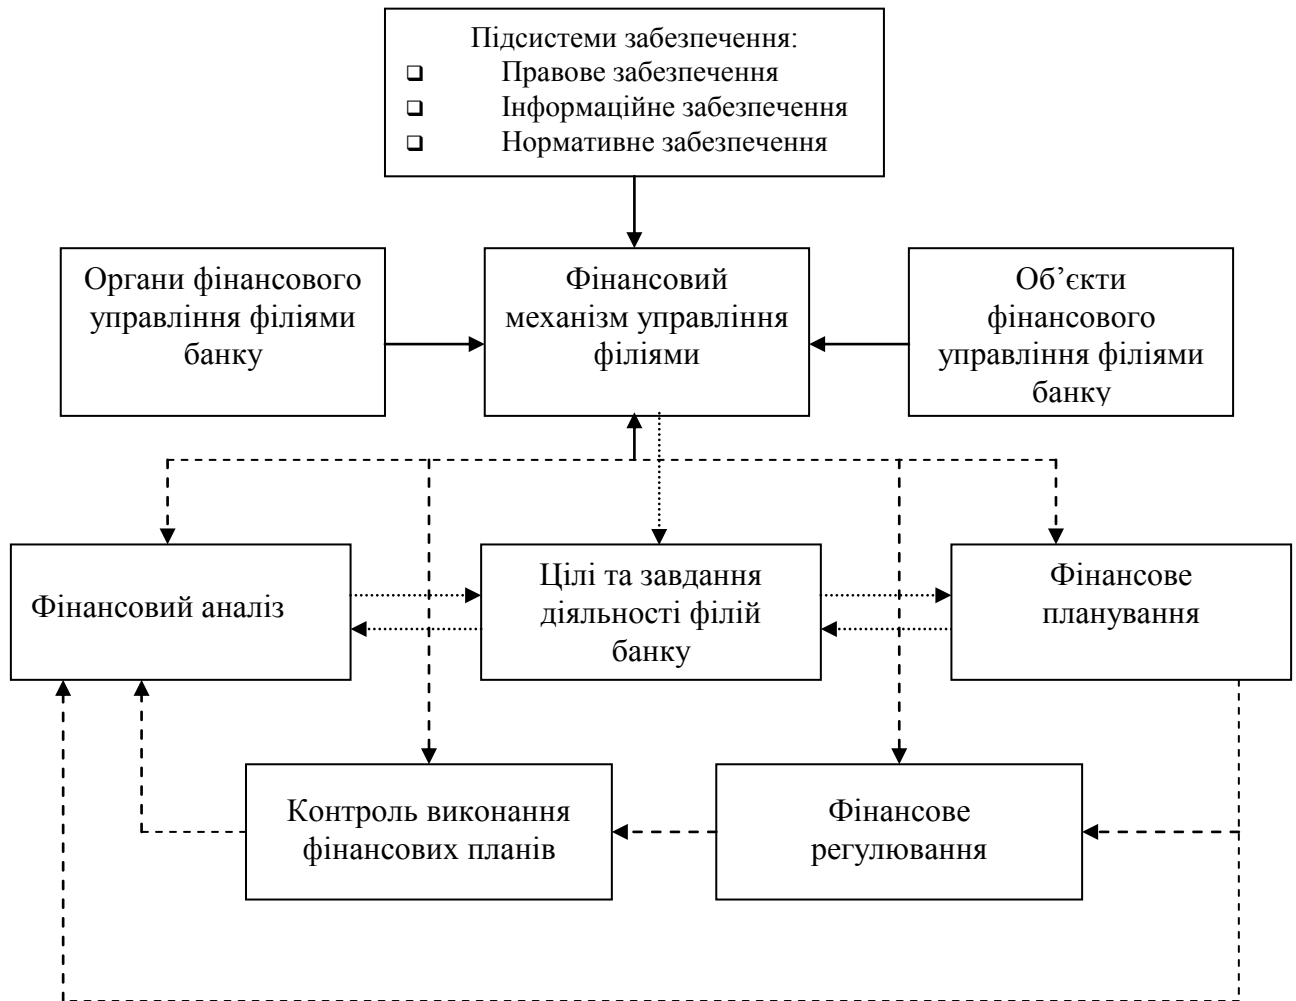 Підсистеми забезпечення:
❑ Правове забезпечення
❑ Інформаційне забезпечення
❑ Нормативне забезпечення
Органи фінансового
управління філіями
банку
Фінансовий
механізм управління
філіями
Об’єкти
фінансового
управління філіями
банку
Фінансовий аналіз
Цілі та завдання
діяльності філій
банку
Фінансове
планування
Контроль виконання
фінансових планів
Фінансове
регулювання